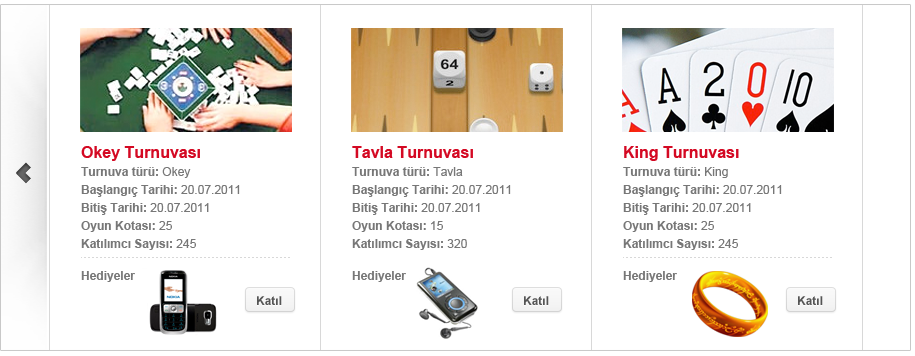 64
2
A
A
2
0
10
Okey Turnuvası
Turnuva türü: Okey
Başlangıç Tarihi: 20.07.2011
Bitiş Tarihi: 20.07.2011
Oyun Kotası: 25
Katılımcı Sayısı: 245
Hediyeler
NOKIA
Katıl
Tavla Turnuvası
Turnuva türü: Tavla
Başlangıç Tarihi: 20.07.2011
Bitiş Tarihi: 20.07.2011
Oyun Kotası: 15
Katılımcı Sayısı: 320
Hediyeler
Katıl
King Turnuvası
Turnuva türü: King
Başlangıç Tarihi: 20.07.2011
Bitiş Tarihi: 20.07.2011
Oyun Kotası: 25
Katılımcı Sayısı: 245
Hediyeler
Katıl